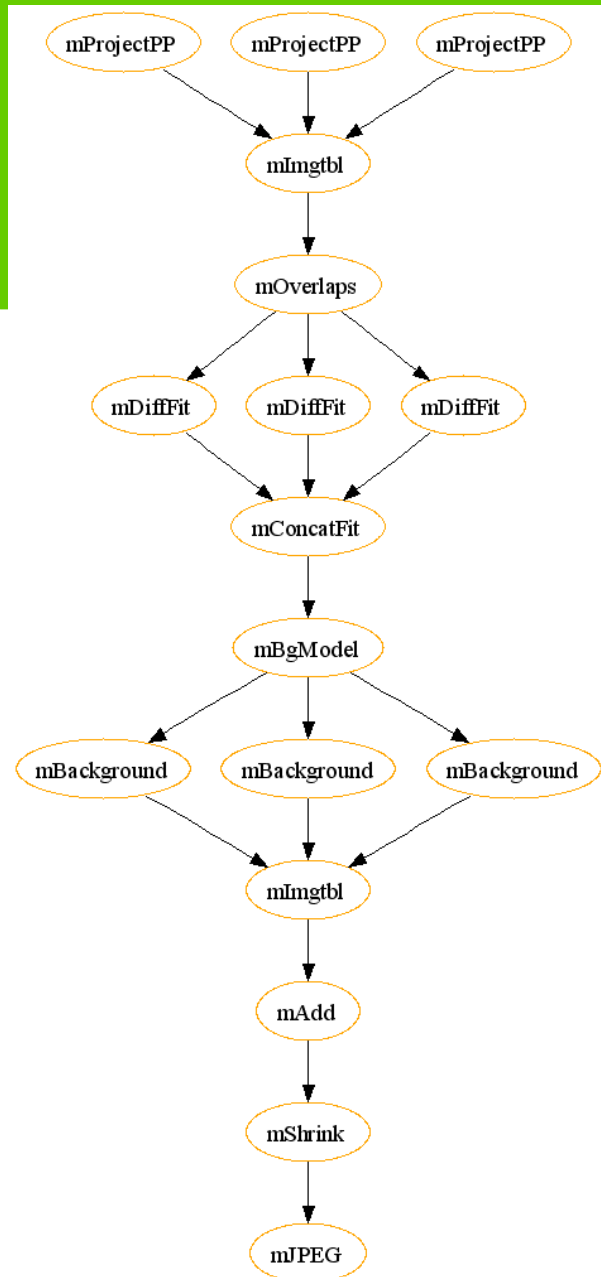 mProjectPP mProjectPP mProjectPP
mImgtbl
mOverlaps
mDiffFit mDiffFit mDiffFit
mConcatFit
mBgModel
mBackground mBackground mBackground
mImgtbl
mAdd
mShrink
mJPEG